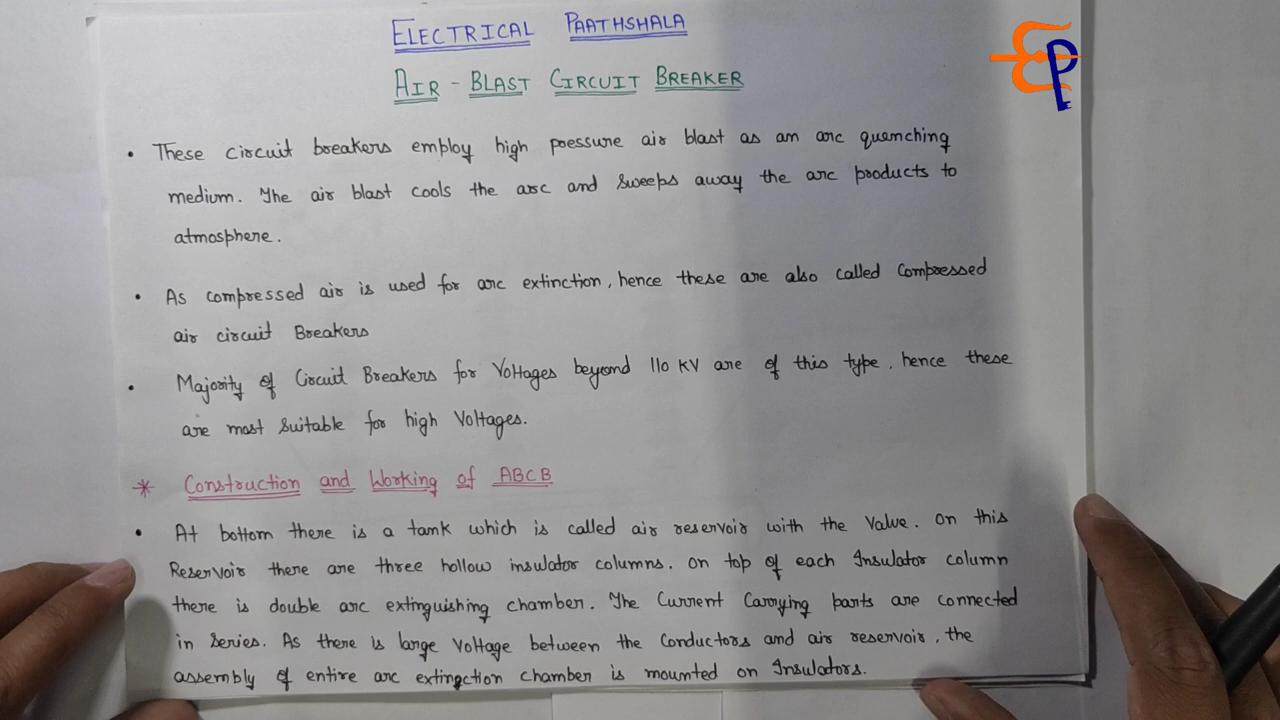 ELECTRICAL PAATHSHALA
AIR - BLAST CIRCUIT BREAKER
• These circuit breakers employ high pressure air blast as an arc quenching
medium. The air blast cools the arc and sweeps away the arc products to
atmosphere.
• As compressed air is used for arc extinction, hence these are also called Compressed
air circuit Breakers
• Majority of Circuit Breakers for Voltages beyond 110 KV are of this type, hence these
are most suitable for high Voltages.
* Construction and Working of ABCB
• At bottom there is a tank which is called air reservoir with the Valve. On this
Reservoir there are three hollow insulator columns. On top of each Insulator column
there is double arc extinguishing chamber. The Current Carrying parts are connected
in series. As there is large Voltage between the Conductors and air reservoir, the
assembly of entire arc extinction chamber is mounted on Insulators.